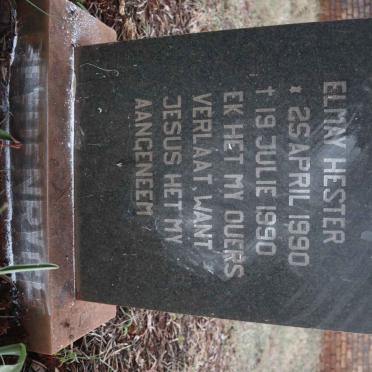 ELMAY HESTER
* 25 APRIL 1990
† 19 JULIE 1990
EK HET MY OUERS
VERLAAT, WANT
JESUS HET MY
AANGENEEM